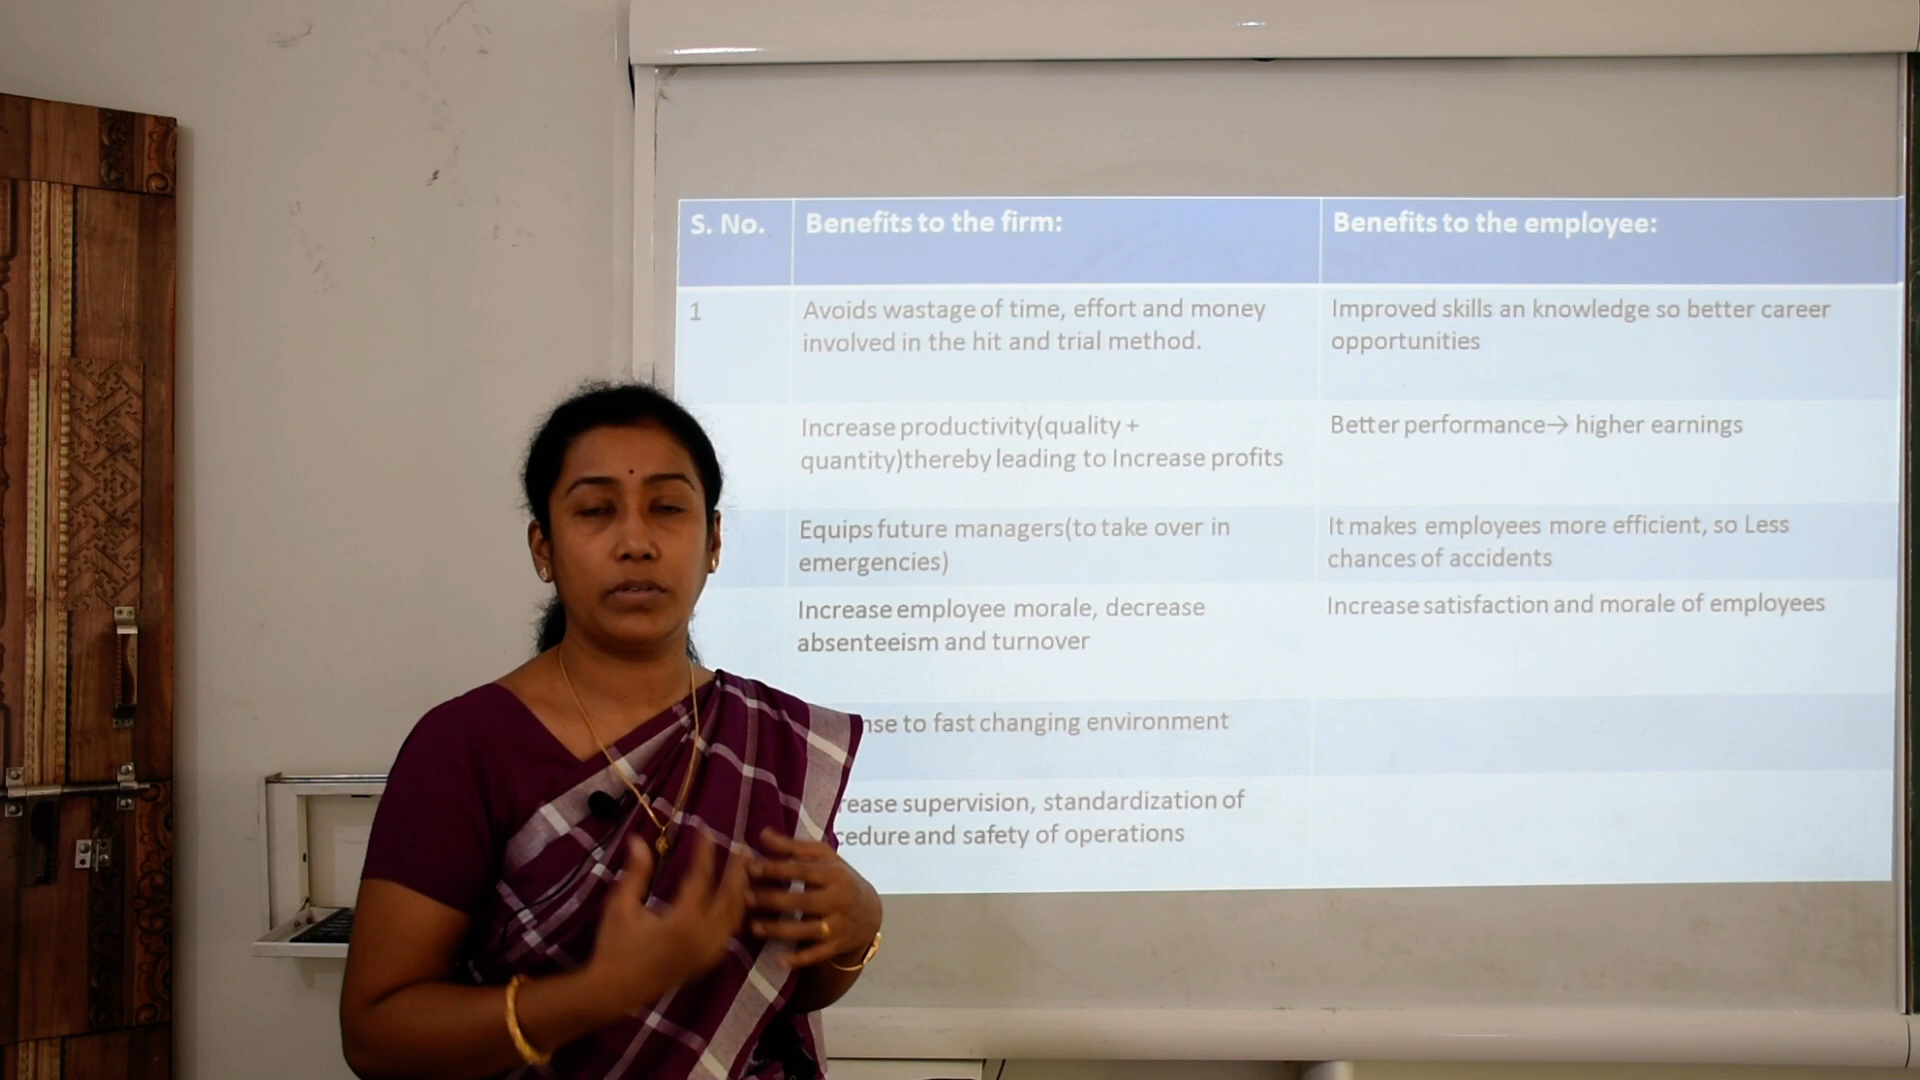 S. No.
Benefits to the firm:
Benefits to the employee:
1
Avoids wastage of time, effort and money
involved in the hit and trial method.
Improved skills an knowledge so better career
opportunities
Increase productivity(quality +
quantity)thereby leading to Increase profits
Better performance→ higher earnings
Equips future managers(to take over in
emergencies)
It makes employees more efficient, so Less
chances of accidents
Increase employee morale, decrease
absenteeism and turnover
Increase satisfaction and morale of employees
to fast changing environment
supervision, standardization of
and safety of operations